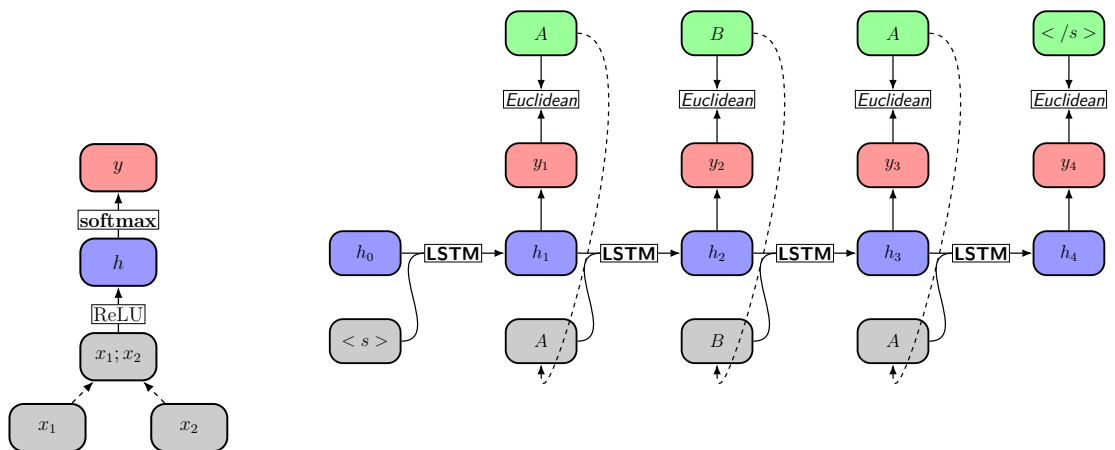 A B A </s>
Euclidean Euclidean Euclidean Euclidean
y y₁ y₂ y₃ y₄
softmax
h h₀ LSTM h₁ LSTM h₂ LSTM h₃ LSTM h₄
ReLU
x₁; x₂ <s> A B A
x₁ x₂